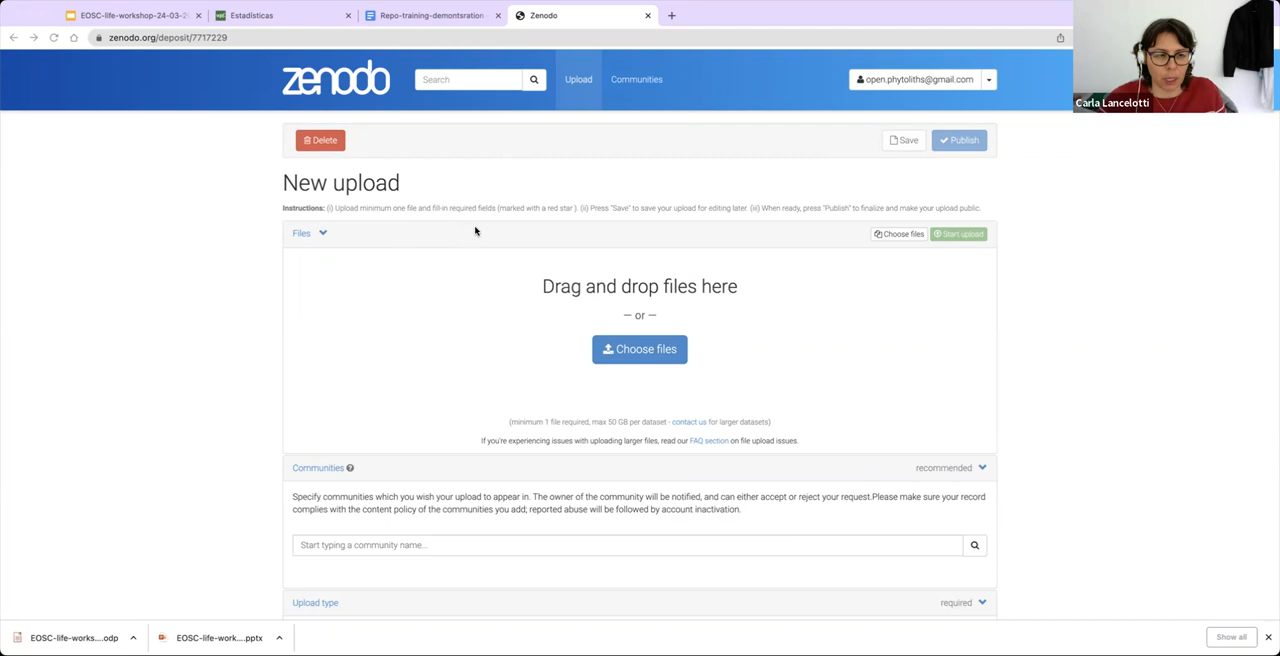 EOSC-life-workshop-24-03-2
Estadísticas
Repo-training-demontsration
Zenodo
zenodo.org/deposit/7717229
zenodo
Search
Upload
Communities
open.phytoliths@gmail.com
Carla Lancelotti
Delete
Save
Publish
New upload
Instructions: (i) Upload minimum one file and fill-in required fields (marked with a red star ). (ii) Press "Save" to save your upload for editing later. (iii) When ready, press "Publish" to finalize and make your upload public.
Files
Choose files
Start upload
Drag and drop files here
— or —
Choose files
(minimum 1 file required, max 50 GB per dataset - contact us for larger datasets)
If you're experiencing issues with uploading larger files, read our FAQ section on file upload issues.
Communities
recommended
Specify communities which you wish your upload to appear in. The owner of the community will be notified, and can either accept or reject your request.Please make sure your record
complies with the content policy of the communities you add; reported abuse will be followed by account inactivation.
Start typing a community name...
Upload type
required
EOSC-life-works....odp
EOSC-life-work....pptx
Show all